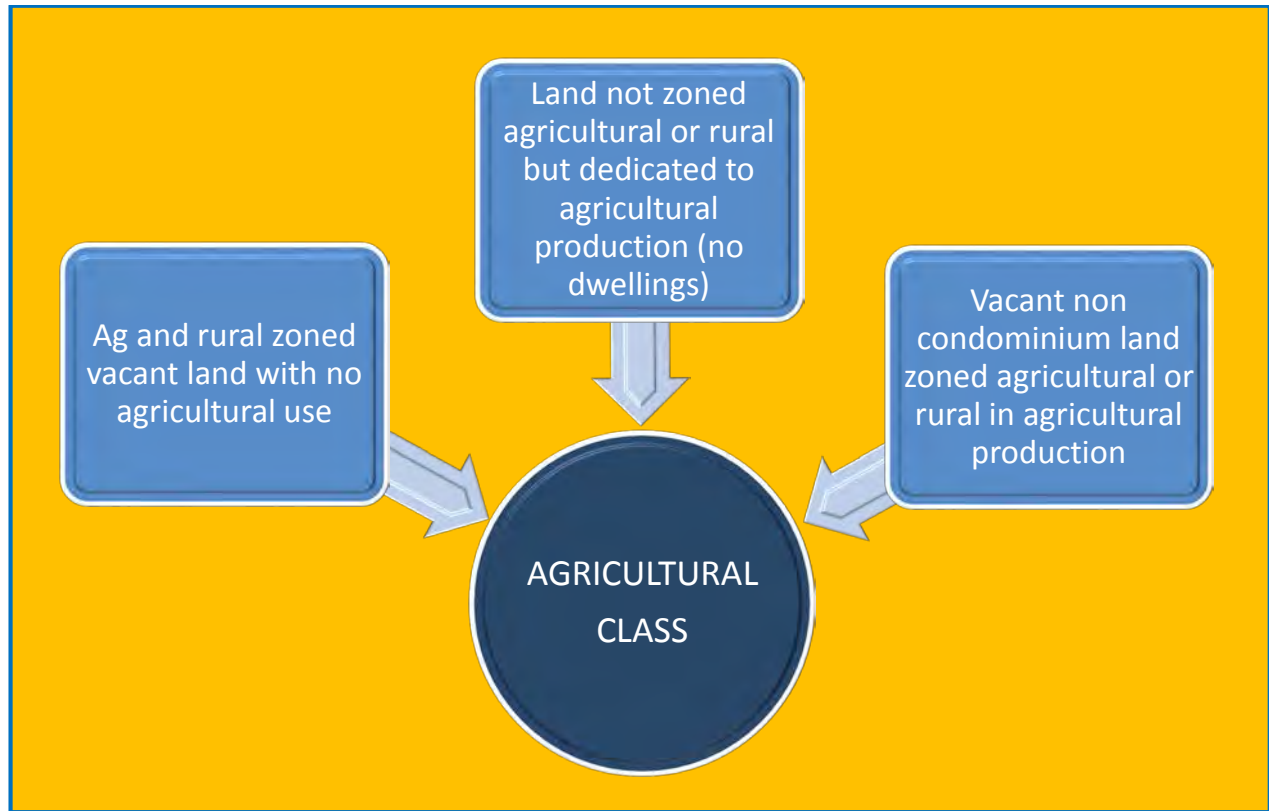 Land not zoned
agricultural or rural
but dedicated to
agricultural
production (no
dwellings)
Ag and rural zoned
vacant land with no
agricultural use
Vacant non
condominium land
zoned agricultural or
rural in agricultural
production
AGRICULTURAL
CLASS